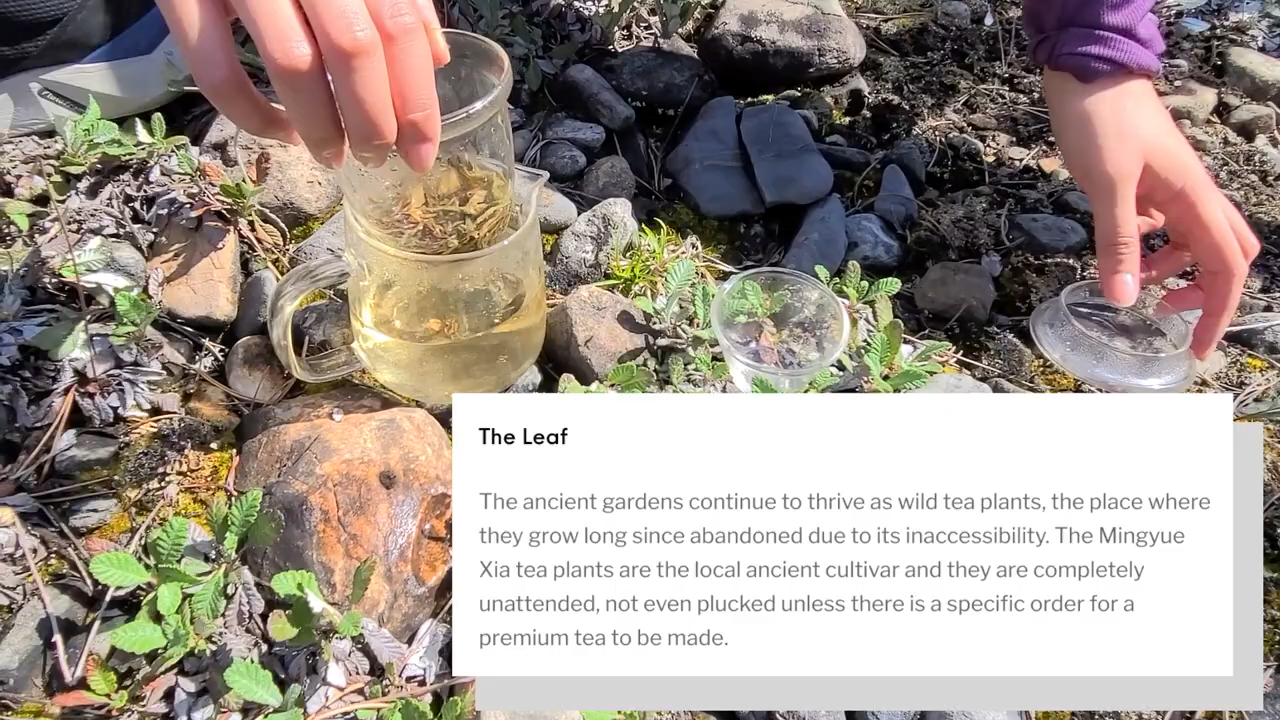 The Leaf
The ancient gardens continue to thrive as wild tea plants, the place where
they grow long since abandoned due to its inaccessibility. The Mingyue
Xia tea plants are the local ancient cultivar and they are completely
unattended, not even plucked unless there is a specific order for a
premium tea to be made.